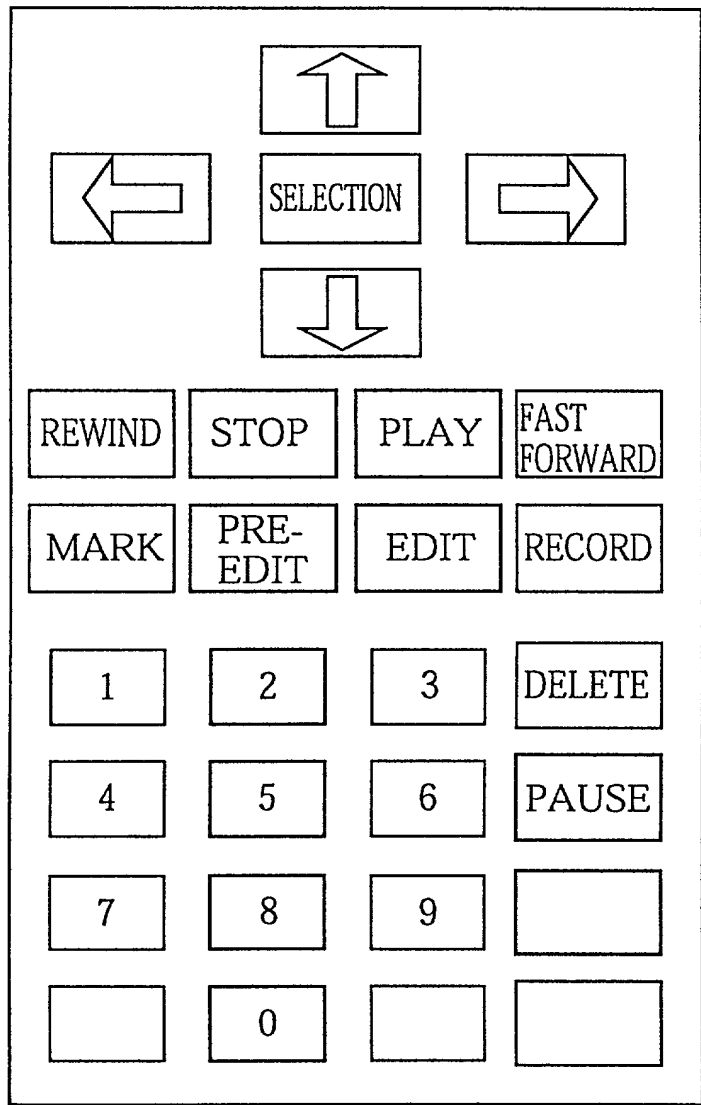 SELECTION
REWIND
STOP
PLAY
FAST
FORWARD
MARK
PRE-
EDIT
EDIT
RECORD
1
2
3
DELETE
4
5
6
PAUSE
7
8
9
0